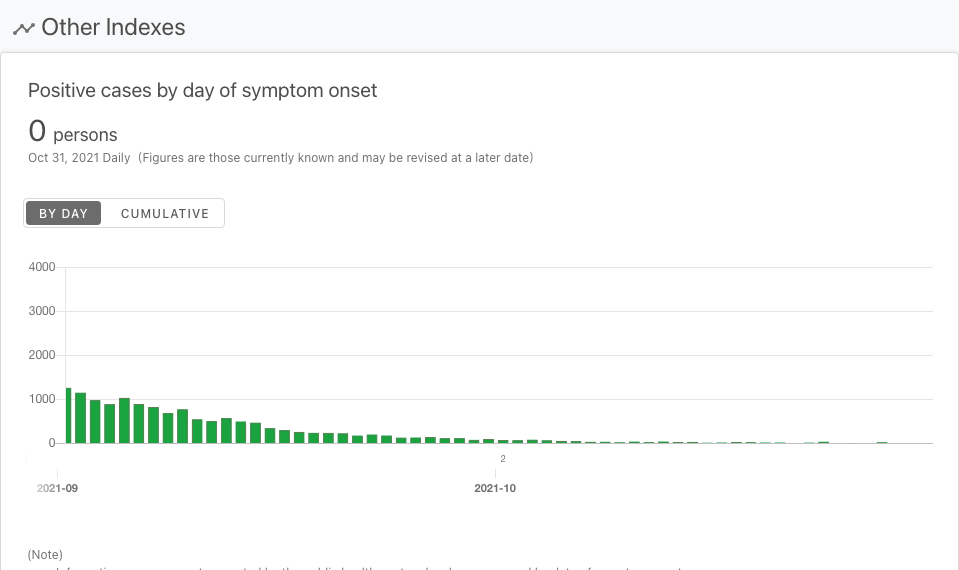 Other Indexes
Positive cases by day of symptom onset
0 persons
Oct 31, 2021 Daily (Figures are those currently known and may be revised at a later date)
BY DAY CUMULATIVE
4000
3000
2000
1000
0
2
2021-09 2021-10
(Note)